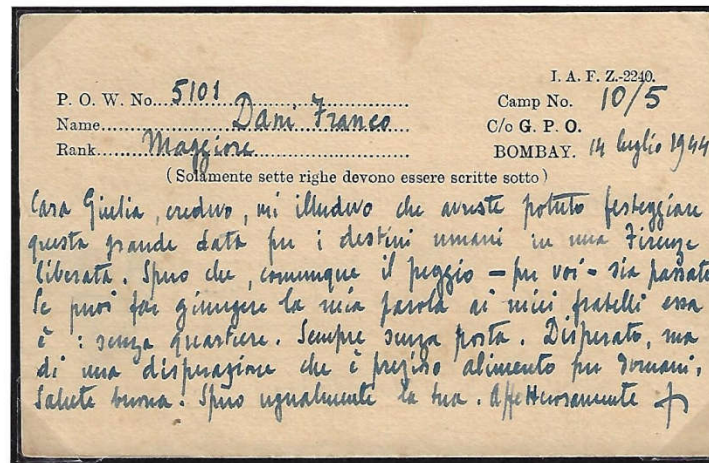 I. A. F. Z.-2240.
P. O. W. No. 5101 Camp No. 10/5
Name Dani Franco C/o G. P. O.
Rank Maggiore BOMBAY. 14 luglio 1944
(Solamente sette righe devono essere scritte sotto)
Cara Giulia, credevo, mi illudevo che avreste potuto festeggiare
questa grande data per i destini umani in una Firenze
liberata. Spero che, comunque il peggio – per voi – sia passato
Se puoi far giungere la mia parola ai miei fratelli essa
è : senza quartiere. Sempre senza posta. Disperato, ma
di una disperazione che è prezioso alimento per domani.
Salute buona. Spero ugualmente la tua. Affettuosamente